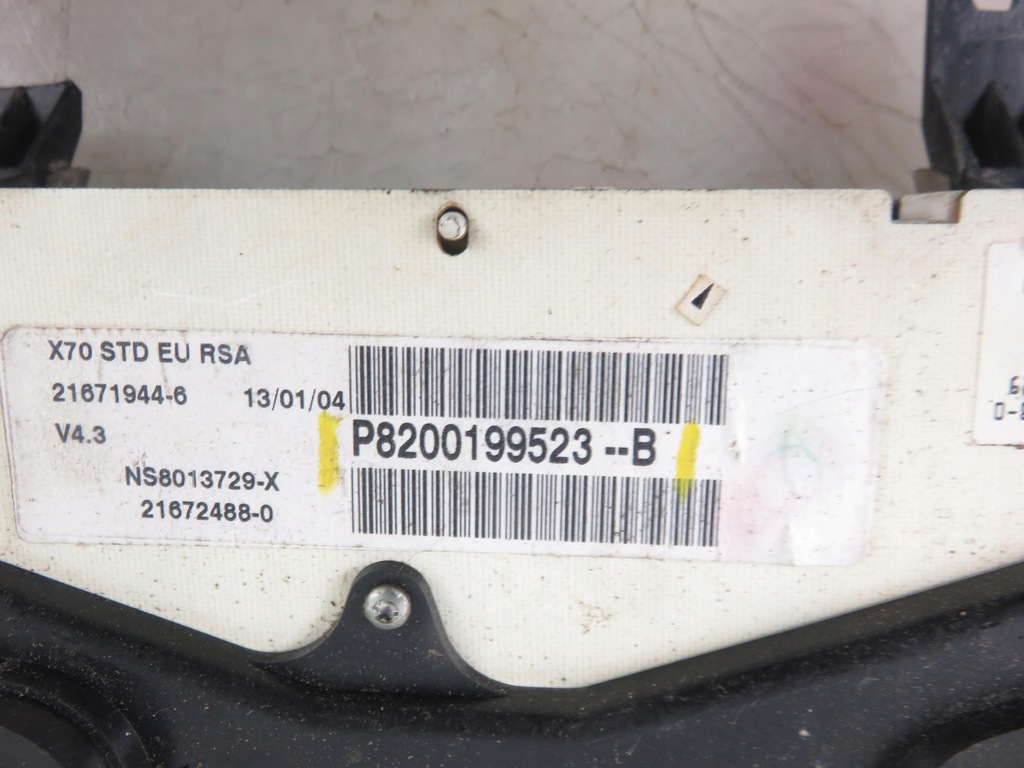 X70 STD EU RSA
21671944-6 13/01/04
V4.3
P8200199523 --B
NS8013729-X
21672488-0